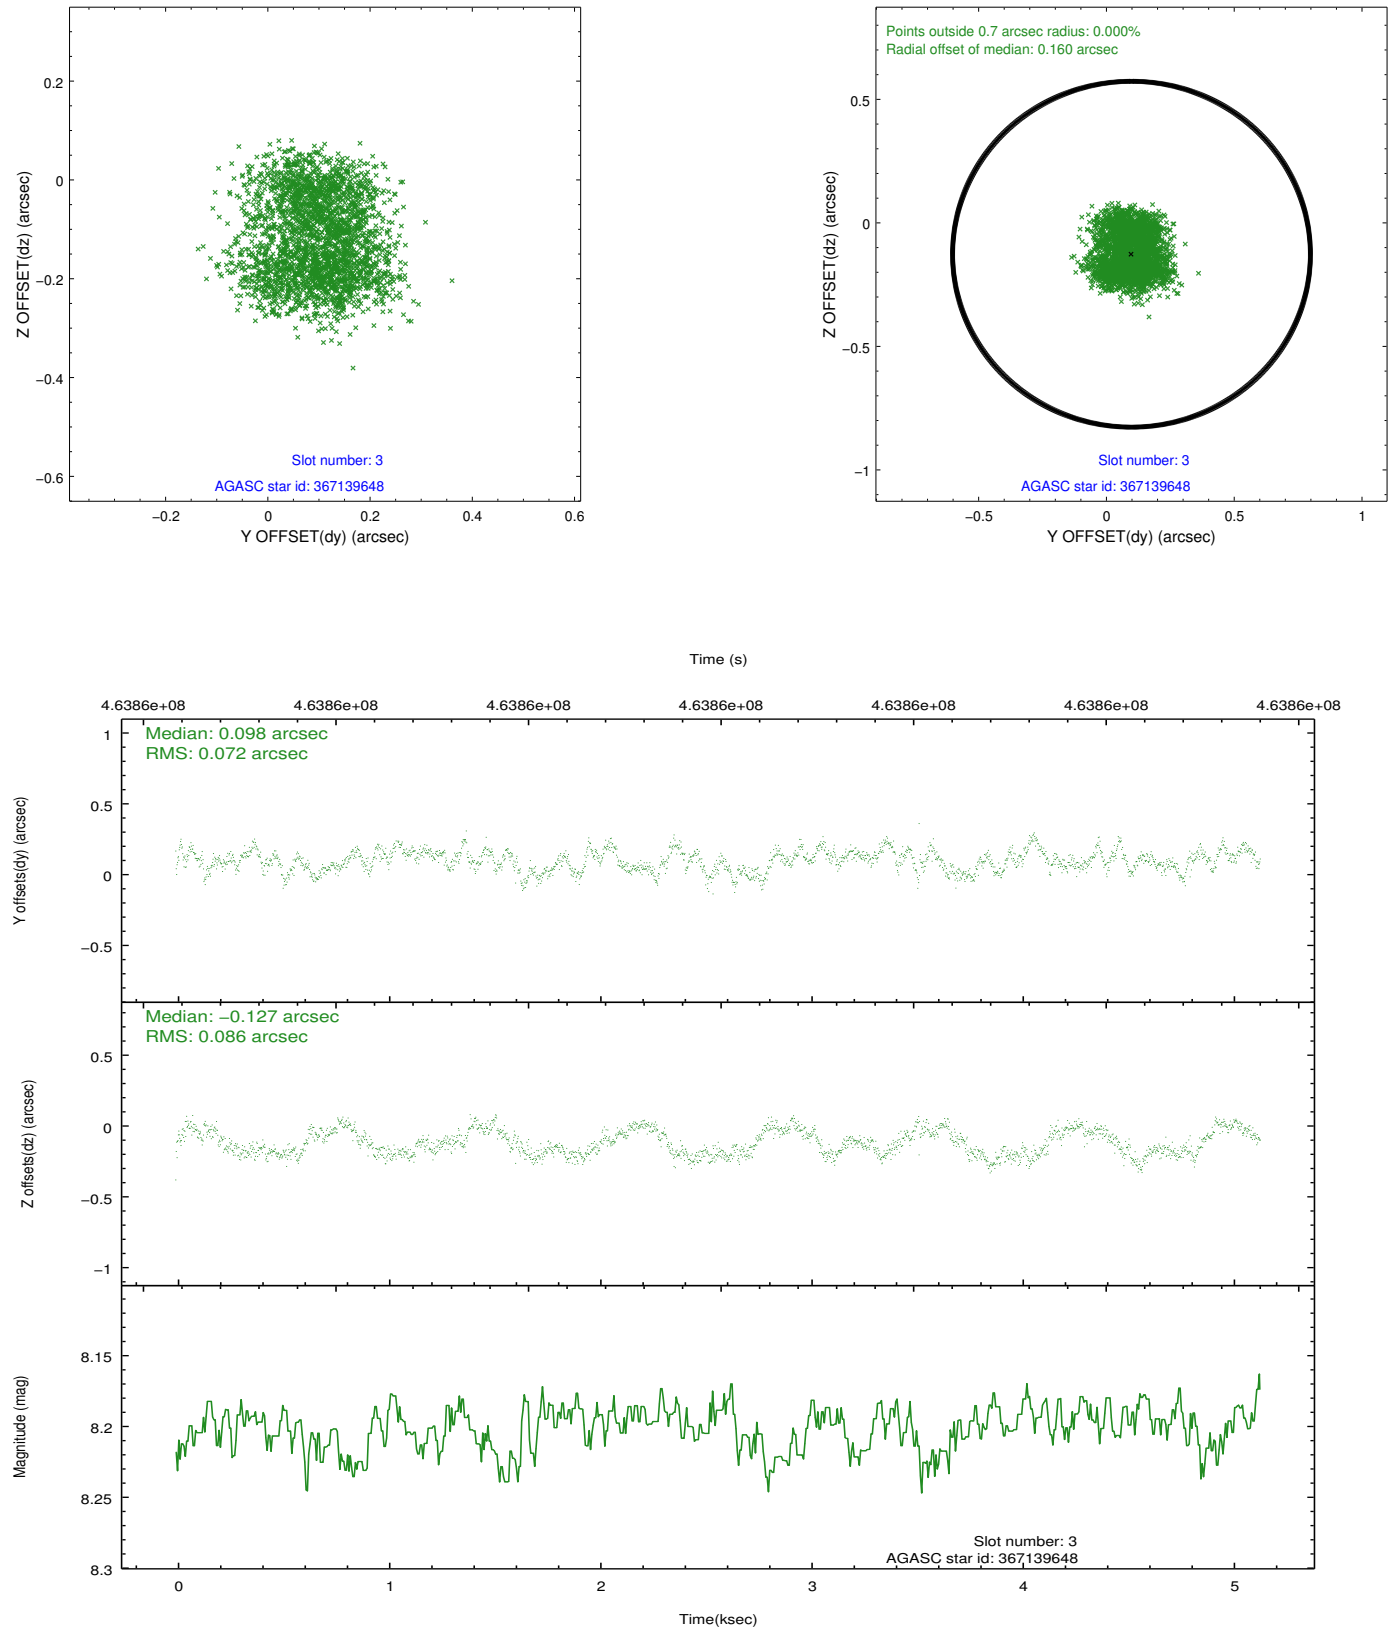 0.2
0
−0.2
−0.4
−0.6
Z OFFSET(dz) (arcsec)
Slot number: 3
AGASC star id: 367139648
−0.2 0 0.2 0.4 0.6
Y OFFSET(dy) (arcsec)
Points outside 0.7 arcsec radius: 0.000%
Radial offset of median: 0.160 arcsec
0.5
0
−0.5
−1
Z OFFSET(dz) (arcsec)
Slot number: 3
AGASC star id: 367139648
−0.5 0 0.5 1
Y OFFSET(dy) (arcsec)
Time (s)
4.6386e+08 4.6386e+08 4.6386e+08 4.6386e+08 4.6386e+08 4.6386e+08 4.6386e+08
Median: 0.098 arcsec
RMS: 0.072 arcsec
1
0.5
0
−0.5
Y offsets(dy) (arcsec)
Median: −0.127 arcsec
RMS: 0.086 arcsec
0.5
0
−0.5
−1
Z offsets(dz) (arcsec)
8.15
8.2
8.25
8.3
Magnitude (mag)
Slot number: 3
AGASC star id: 367139648
0 1 2 3 4 5
Time(ksec)